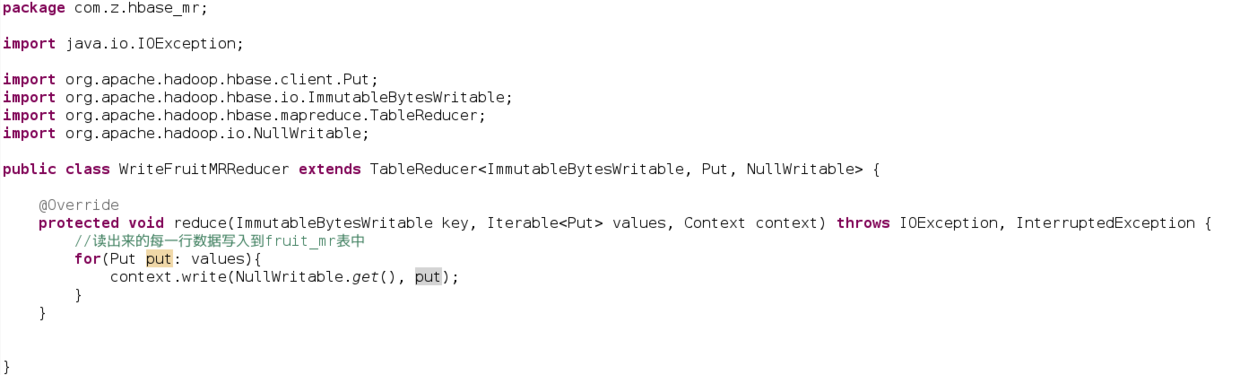 package com.z.hbase_mr;
import java.io.IOException;
import org.apache.hadoop.hbase.client.Put;
import org.apache.hadoop.hbase.io.ImmutableBytesWritable;
import org.apache.hadoop.hbase.mapreduce.TableReducer;
import org.apache.hadoop.io.NullWritable;
public class WriteFruitMRReducer extends TableReducer<ImmutableBytesWritable, Put, NullWritable> {
@Override
protected void reduce(ImmutableBytesWritable key, Iterable<Put> values, Context context) throws IOException, InterruptedException {
//读出来的每一行数据写入到fruit_mr表中
for(Put put: values){
context.write(NullWritable.get(), put);
}
}
}